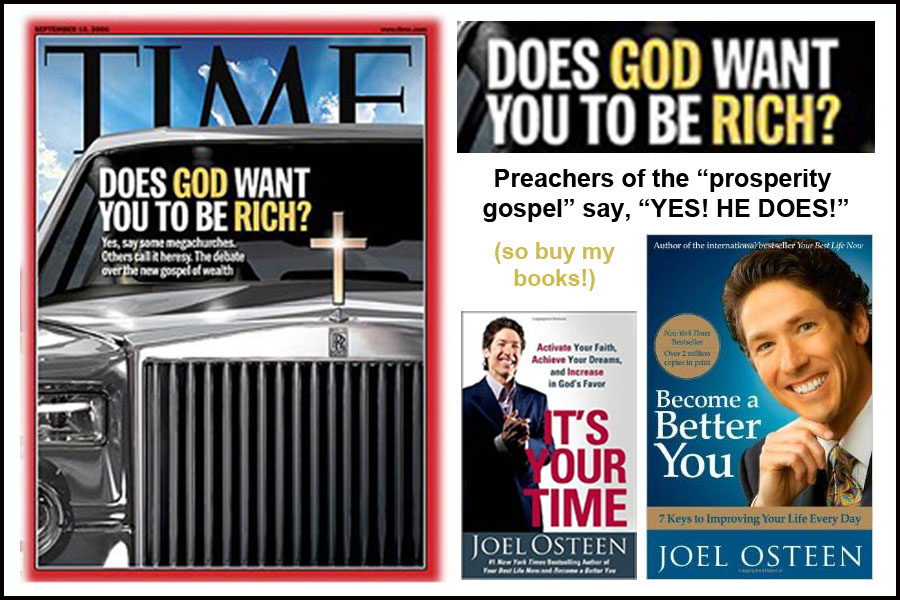 SEPTEMBER 18, 2006 www.time.com
TIME
DOES GOD WANT
YOU TO BE RICH?
Yes, say some megachurches.
Others call it heresy. The debate
over the new gospel of wealth
DOES GOD WANT
YOU TO BE RICH?
Preachers of the “prosperity
gospel” say, “YES! HE DOES!”
(so buy my
books!)
Activate Your Faith,
Achieve Your Dreams,
and Increase
in God's Favor
IT'S
YOUR
TIME
JOEL OSTEEN
#1 New York Times Bestselling Author of
Your Best Life Now and Become a Better You
Author of the international bestseller Your Best Life Now
New York Times
Bestseller
Over 2 million
copies in print
Become a
Better
You
7 Keys to Improving Your Life Every Day
JOEL OSTEEN